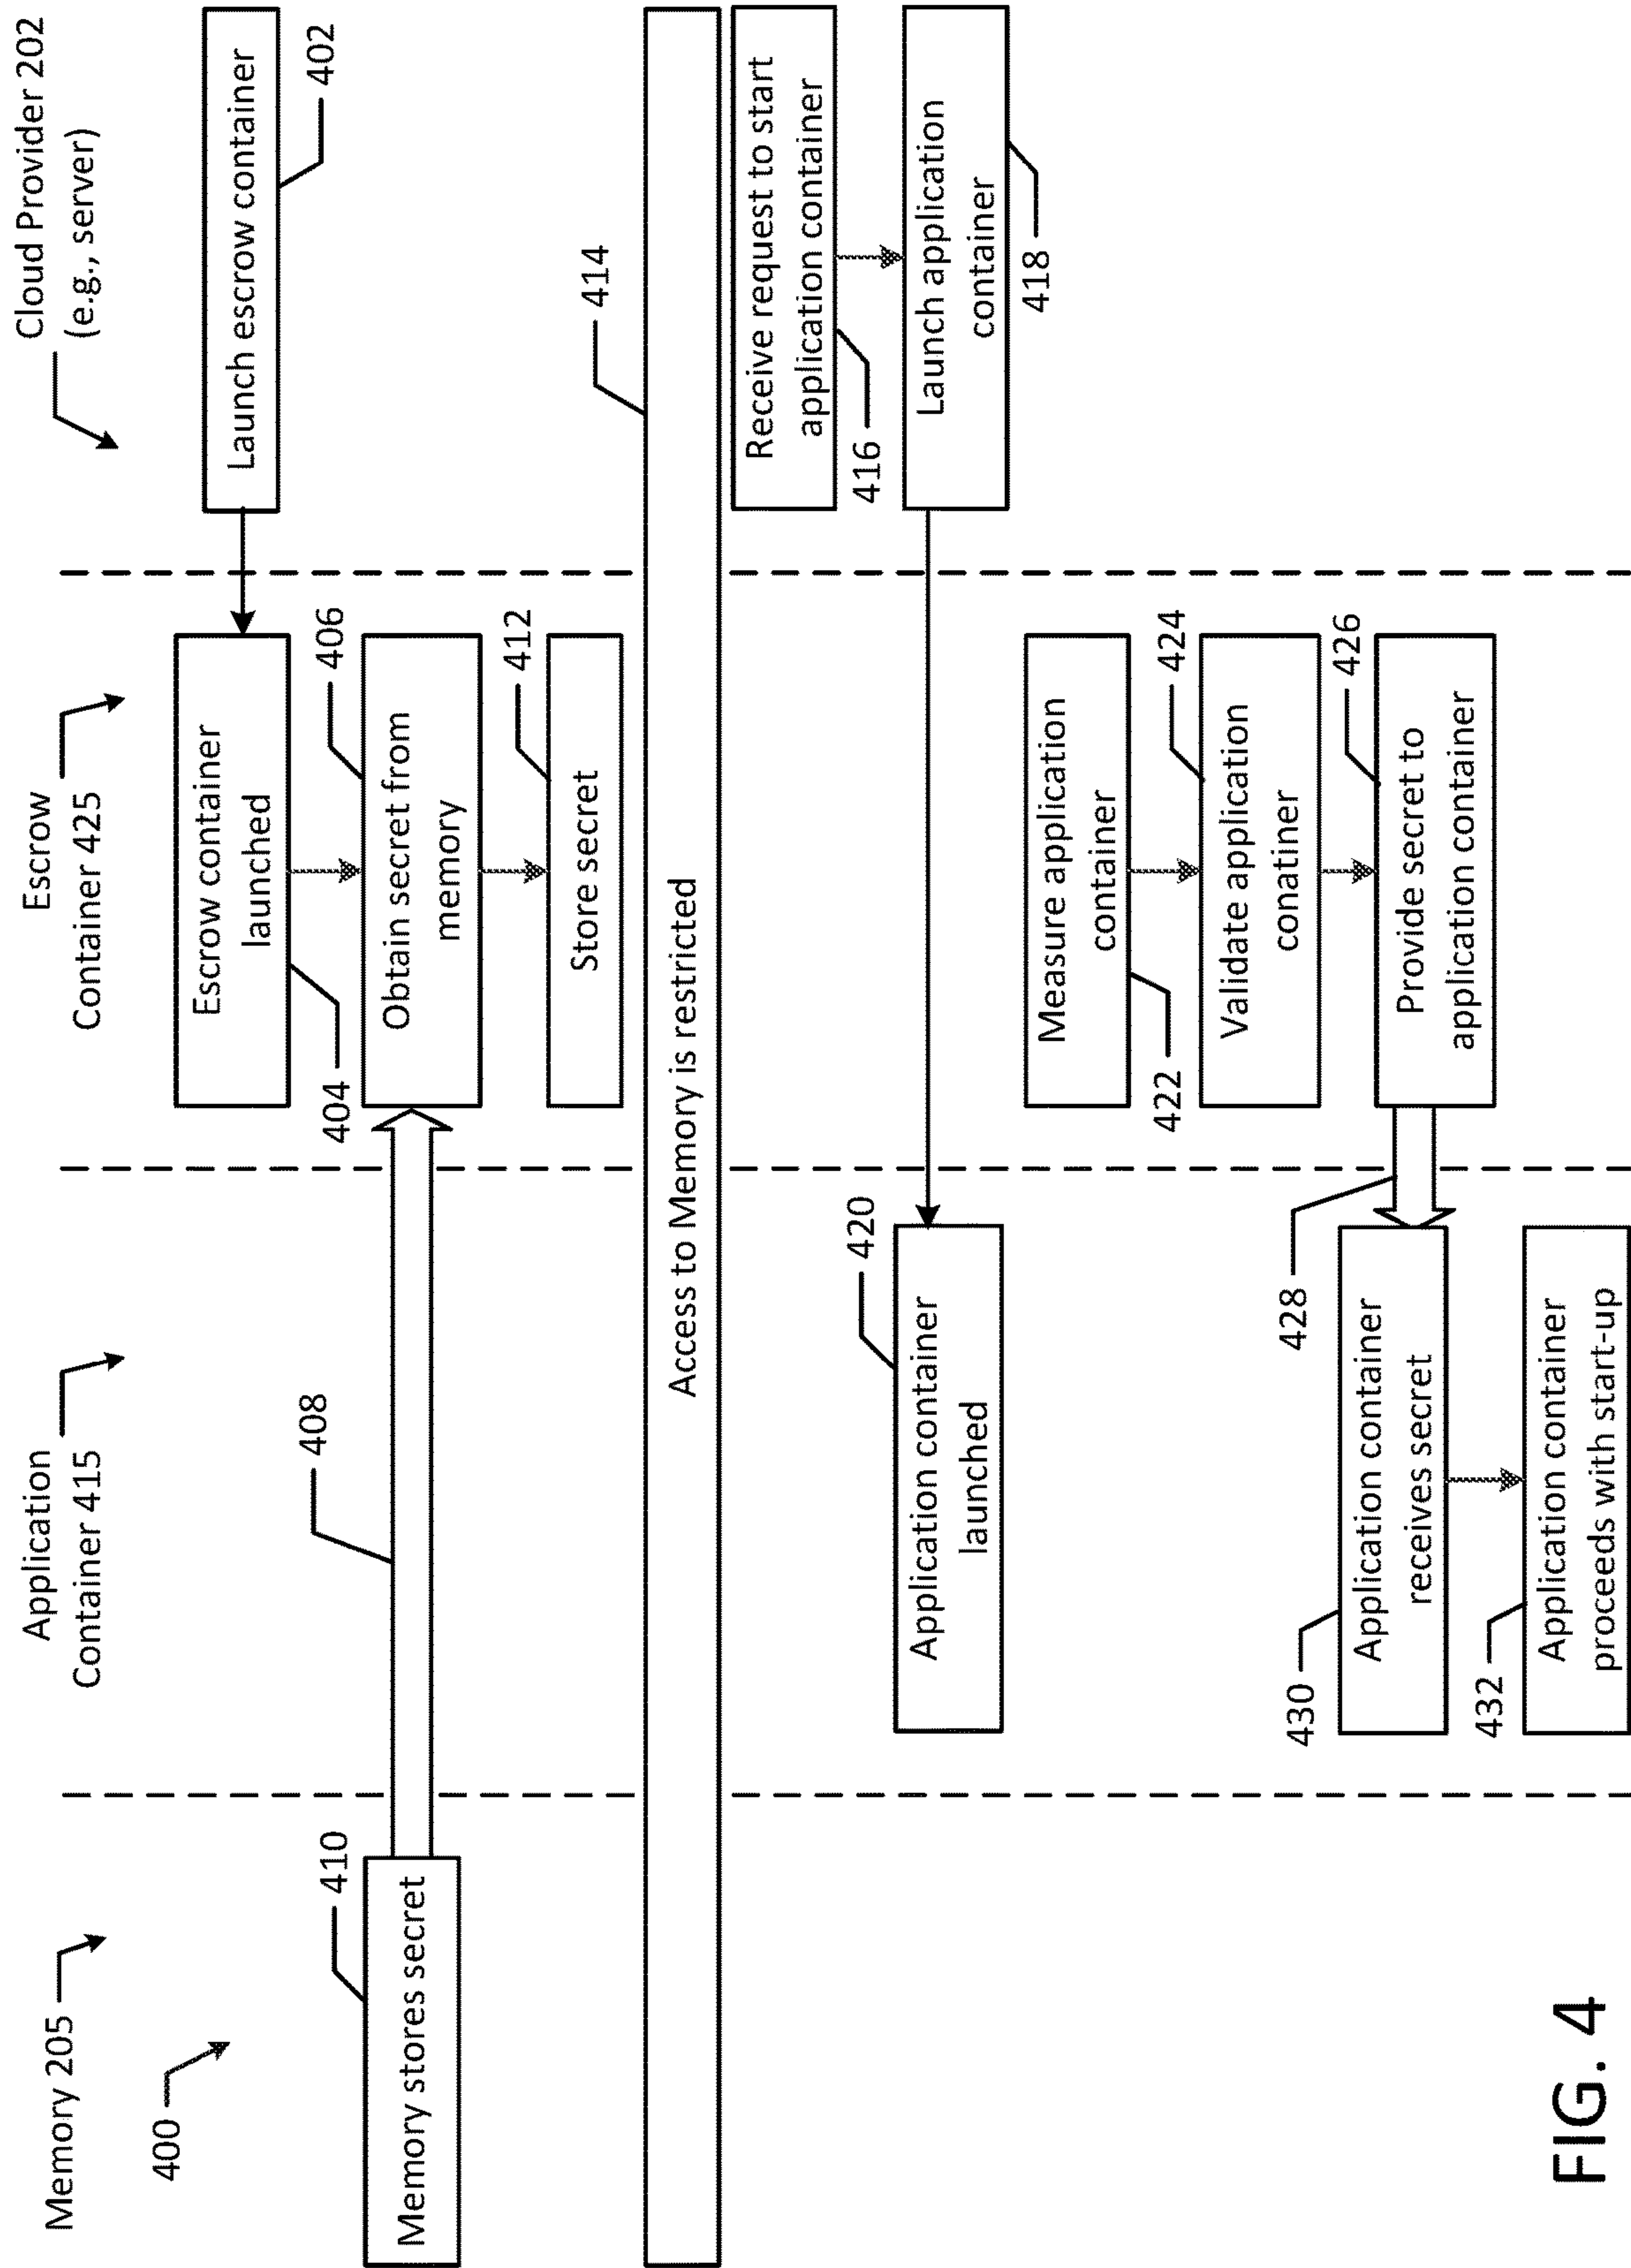 Memory 205
Application
Container 415
Escrow
Container 425
Cloud Provider 202
(e.g., server)
400
Launch escrow container
402
Escrow container
launched
404
406
Obtain secret from
memory
408
410
Memory stores secret
412
Store secret
414
Access to Memory is restricted
Receive request to start
application container
416
Launch application
container
418
420
Application container
launched
Measure application
container
422
424
Validate application
conatiner
426
Provide secret to
application container
428
Application container
receives secret
430
432
Application container
proceeds with start-up
FIG. 4